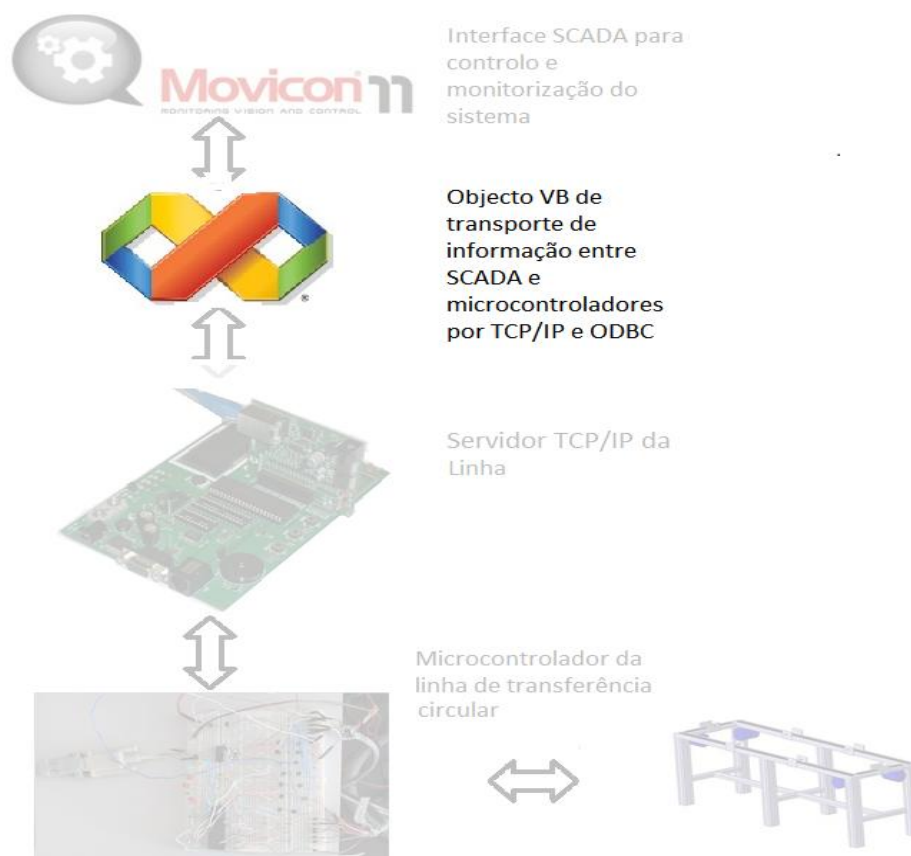 Movicon 11
MONITORING VISION AND CONTROL
Interface SCADA para
controlo e
monitorização do
sistema
Objecto VB de
transporte de
informação entre
SCADA e
microcontroladores
por TCP/IP e ODBC
®
Servidor TCP/IP da
Linha
Microcontrolador da
linha de transferência
circular